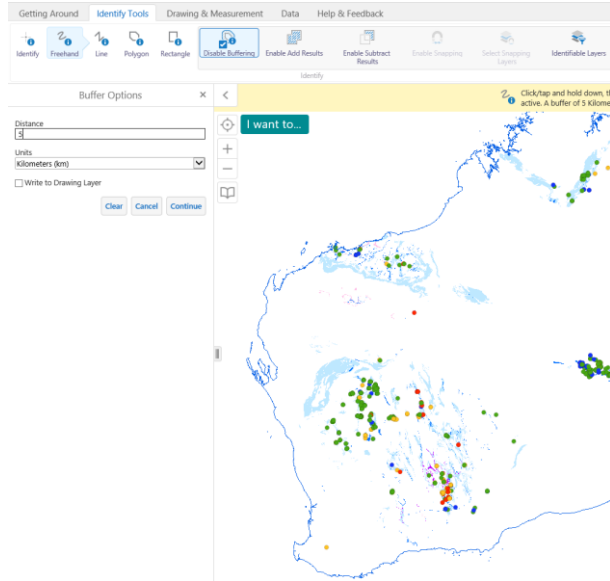 Getting Around Identify Tools Drawing & Measurement Data Help & Feedback
Identify Freehand Line Polygon Rectangle Disable Buffering Enable Add Results Enable Subtract Results Enable Snapping Select Snapping Layers Identifiable Layers
Identify
Buffer Options
Click/tap and hold down, th
active. A buffer of 5 Kilome
I want to...
Distance
5
Units
Kilometers (km)
Write to Drawing Layer
Clear Cancel Continue